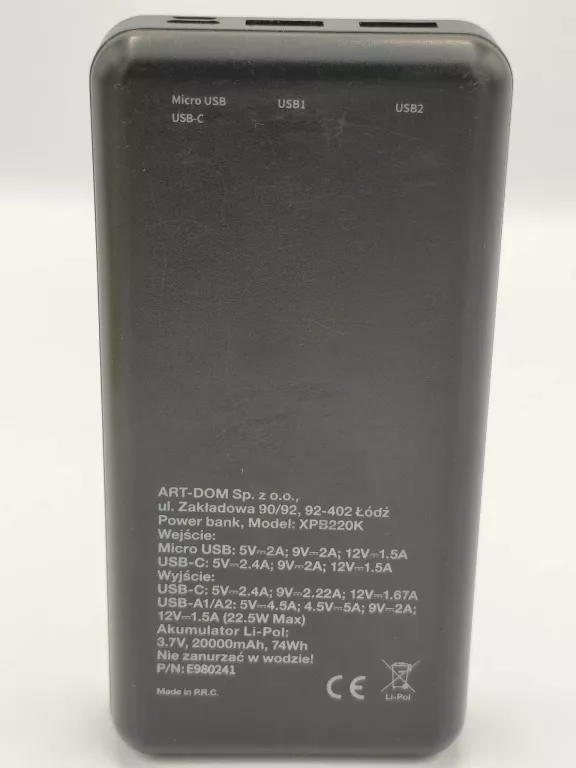 Micro USB USB1 USB2
USB-C
ART-DOM Sp. z o.o.,
ul. Zakładowa 90/92, 92-402 Łódź
Power bank, Model: XPB220K
Wejście:
Micro USB: 5V⎓2A; 9V⎓2A; 12V⎓1.5A
USB-C: 5V⎓2.4A; 9V⎓2A; 12V⎓1.5A
Wyjście:
USB-C: 5V⎓2.4A; 9V⎓2.22A; 12V⎓1.67A
USB-A1/A2: 5V⎓4.5A; 4.5V⎓5A; 9V⎓2A;
12V⎓1.5A (22.5W Max)
Akumulator Li-Pol:
3.7V, 20000mAh, 74Wh
Nie zanurzać w wodzie!
P/N: E980241
Made in P.R.C.
CE
Li-Pol